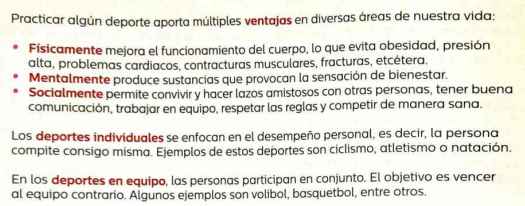 Practicar algún deporte aporta múltiples ventajas en diversas áreas de nuestra vida:
• Físicamente mejora el funcionamiento del cuerpo, lo que evita obesidad, presión
alta, problemas cardiacos, contracturas musculares, fracturas, etcétera.
• Mentalmente produce sustancias que provocan la sensación de bienestar.
• Socialmente permite convivir y hacer lazos amistosos con otras personas, tener buena
comunicación, trabajar en equipo, respetar las reglas y competir de manera sana.
Los deportes individuales se enfocan en el desempeño personal, es decir, la persona
compite consigo misma. Ejemplos de estos deportes son ciclismo, atletismo o natación.
En los deportes en equipo, las personas participan en conjunto. El objetivo es vencer
al equipo contrario. Algunos ejemplos son volibol, basquetbol, entre otros.